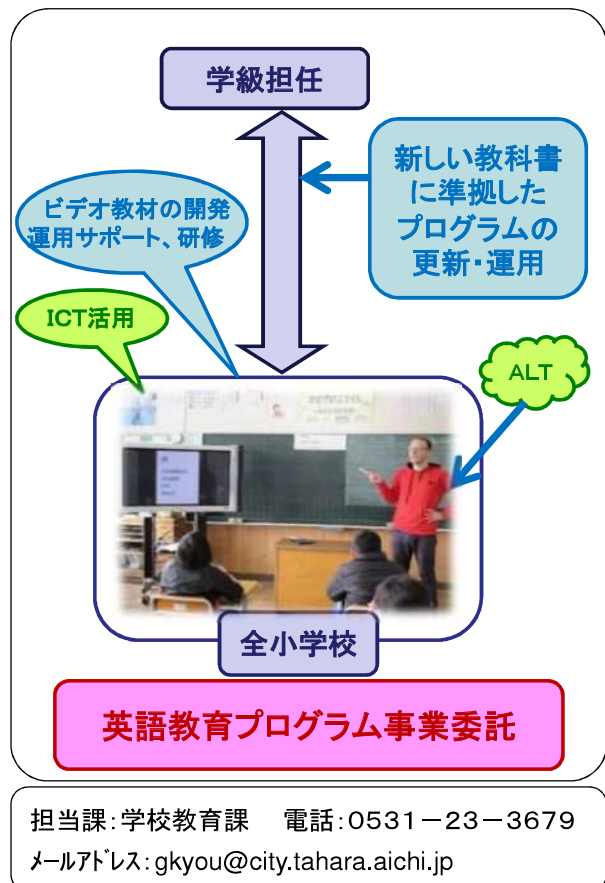 学級担任
新しい教科書
に準拠した
プログラムの
更新・運用
ビデオ教材の開発
運用サポート、研修
ICT活用
ALT
全小学校
英語教育プログラム事業委託
担当課：学校教育課　電話：0531－23－3679
メールアドレス：gkyou@city.tahara.aichi.jp